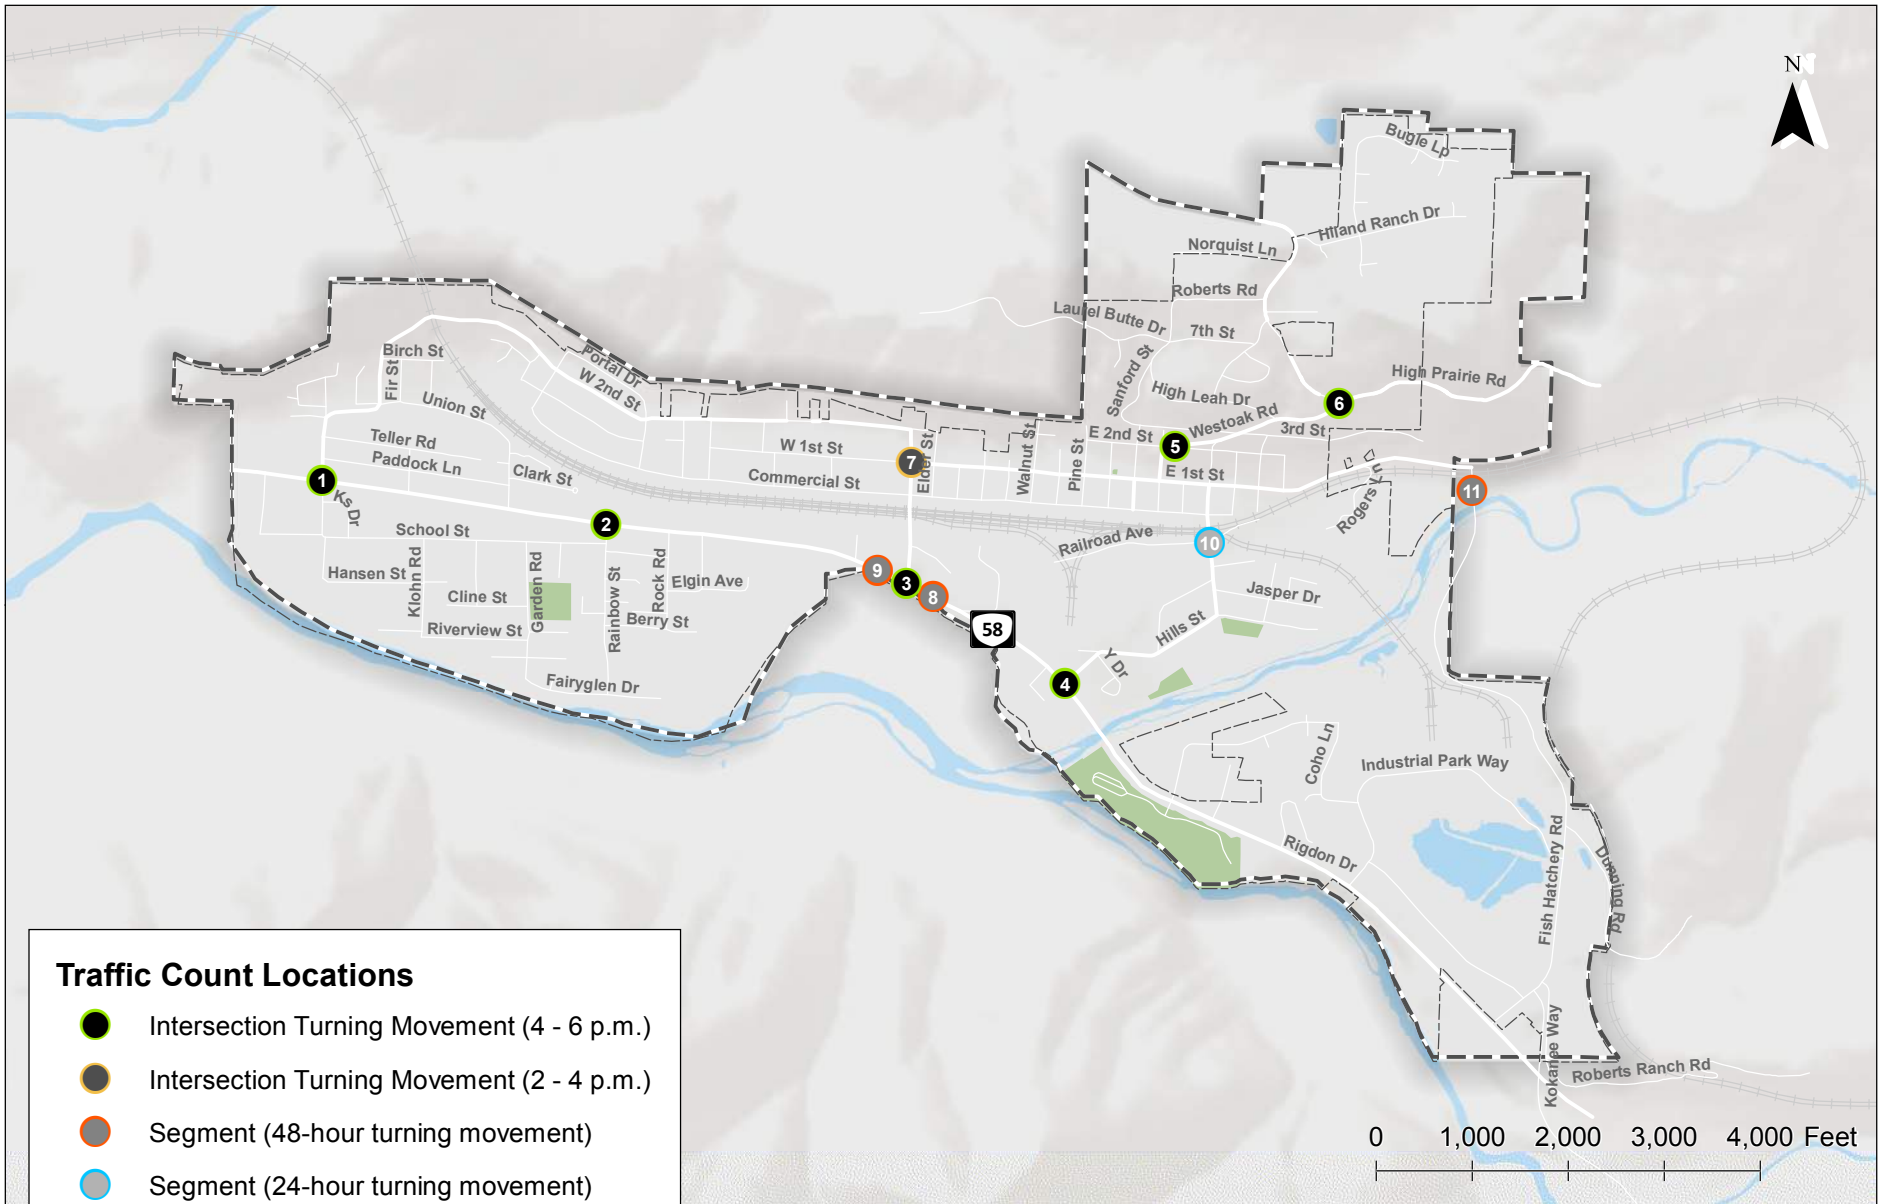 N
Bugle Lp
Hiland Ranch Dr
Norquist Ln
Roberts Rd
Laurel Butte Dr
7th St
Sanford St
High Prairie Rd
High Leah Dr
Birch St
Fir St
Portal Dr
W 2nd St
Union St
6
Westoak Rd
3rd St
E 2nd St
5
Teller Rd
W 1st St
Elder St
Walnut St
Pine St
Paddock Ln
7
E 1st St
Clark St
Commercial St
1
Ks Dr
11
Rogers Ln
2
School St
Railroad Ave
10
Hansen St
Klohn Rd
Garden Rd
Rainbow St
Rock Rd
Elgin Ave
9
3
8
Jasper Dr
Cline St
Berry St
Riverview St
58
Hills St
Y Dr
4
Fairyglen Dr
Coho Ln
Industrial Park Way
Rigdon Dr
Fish Hatchery Rd
Dunning Rd
Kokanee Way
Roberts Ranch Rd
Traffic Count Locations
Intersection Turning Movement (4 - 6 p.m.)
Intersection Turning Movement (2 - 4 p.m.)
Segment (48-hour turning movement)
Segment (24-hour turning movement)
0 1,000 2,000 3,000 4,000 Feet